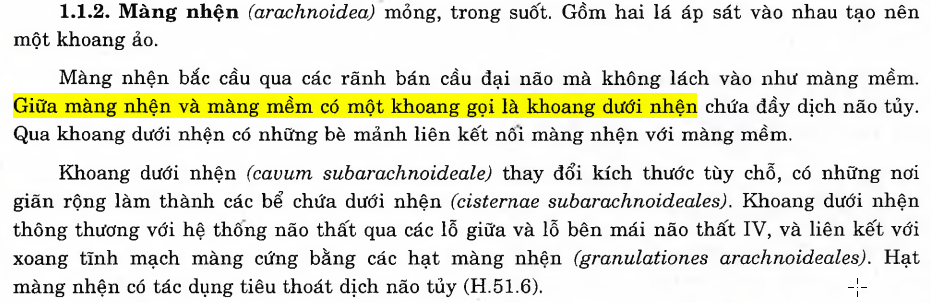 1.1.2. Màng nhện (arachnoidea) mỏng, trong suốt. Gồm hai lá áp sát vào nhau tạo nên
một khoang ảo.
Màng nhện bắc cầu qua các rãnh bán cầu đại não mà không lách vào như màng mềm.
Giữa màng nhện và màng mềm có một khoang gọi là khoang dưới nhện chứa đầy dịch não tủy.
Qua khoang dưới nhện có những bè mảnh liên kết nối màng nhện với màng mềm.
Khoang dưới nhện (cavum subarachnoideale) thay đổi kích thước tùy chỗ, có những nơi
giãn rộng làm thành các bể chứa dưới nhện (cisternae subarachnoideales). Khoang dưới nhện
thông thương với hệ thống não thất qua các lỗ giữa và lỗ bên mái não thất IV, và liên kết với
xoang tĩnh mạch màng cứng bằng các hạt màng nhện (granulationes arachnoideales). Hạt
màng nhện có tác dụng tiêu thoát dịch não tủy (H.51.6).